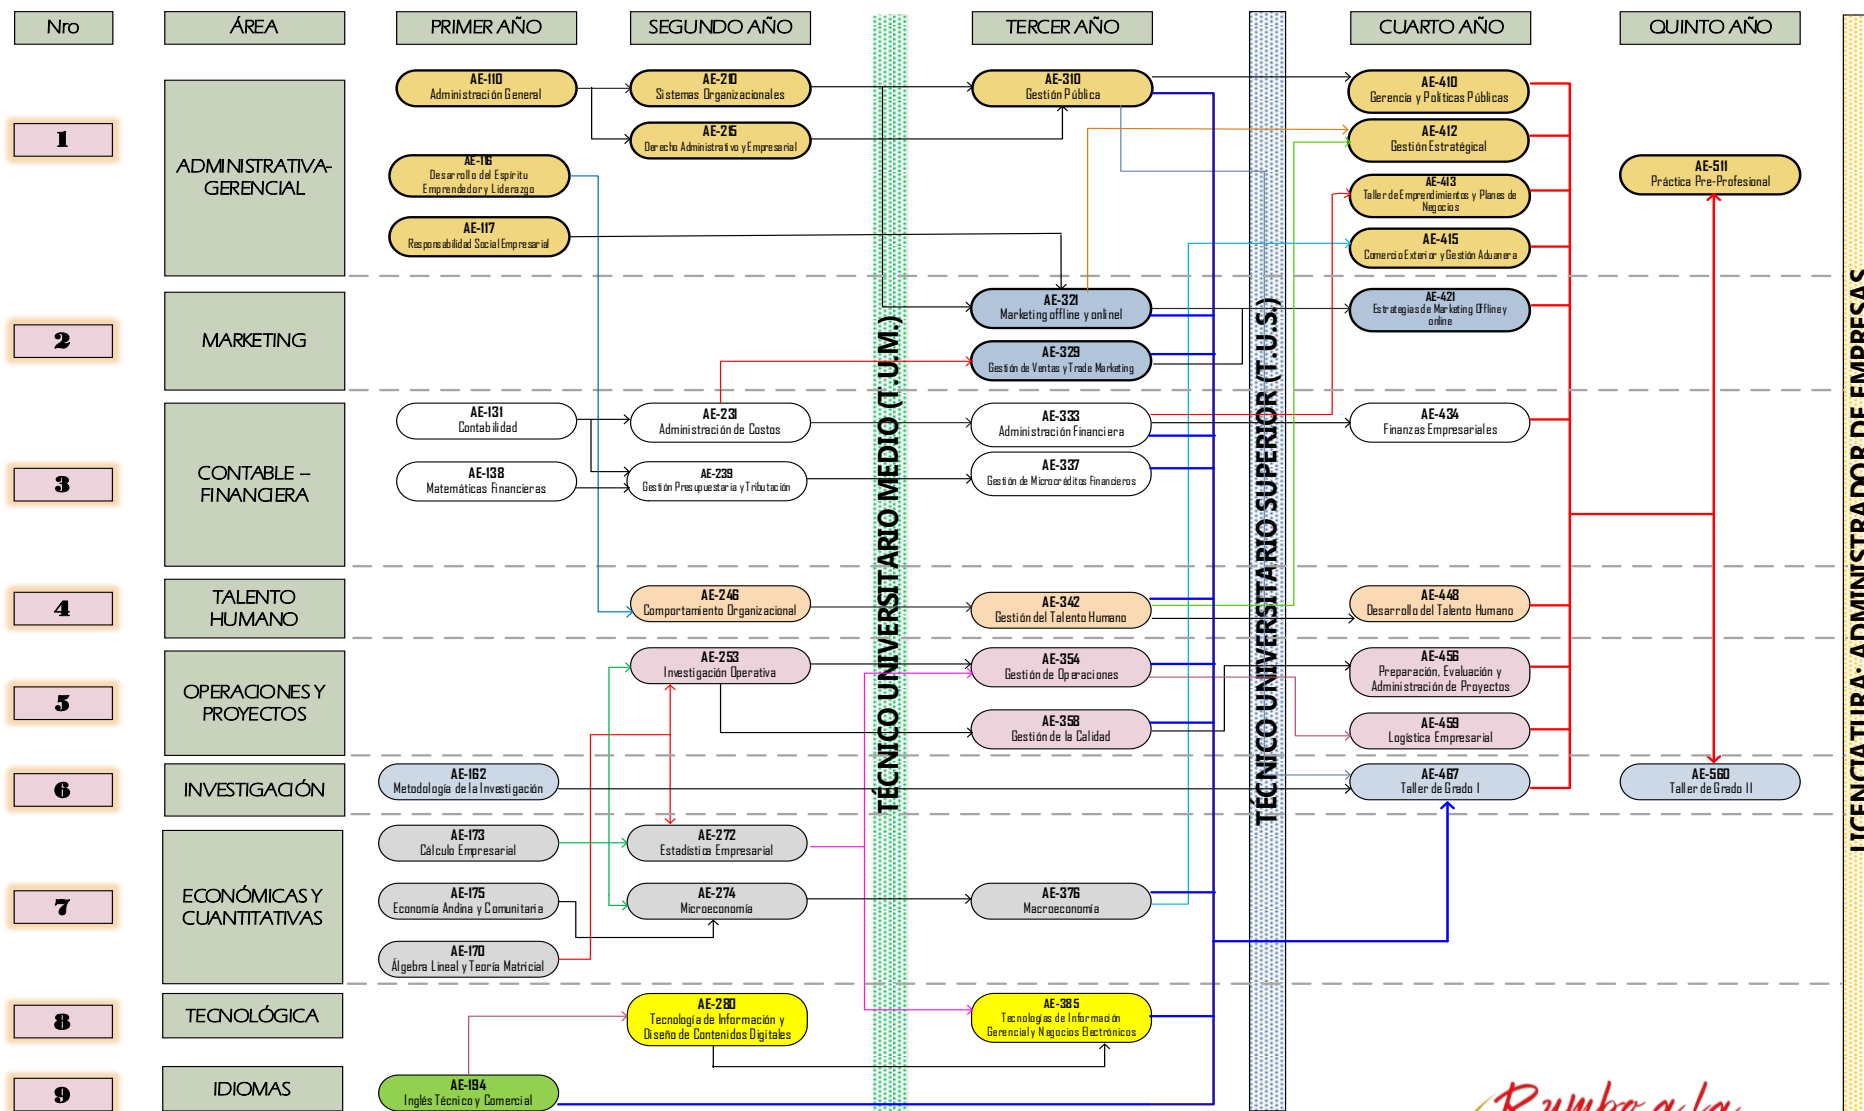 Nro
ÁREA
PRIMER AÑO
SEGUNDO AÑO
TERCER AÑO
CUARTO AÑO
QUINTO AÑO
1
ADMINISTRATIVA-
GERENCIAL
AE-110
Administración General
AE-116
Desarrollo del Espíritu
Emprendedor y Liderazgo
AE-117
Responsabilidad Social Empresarial
AE-210
Sistemas Organizacionales
AE-215
Derecho Administrativo y Empresarial
AE-310
Gestión Pública
AE-410
Gerencia y Políticas Públicas
AE-412
Gestión Estratégical
AE-413
Taller de Emprendimientos y Planes de
Negocios
AE-415
Comercio Exterior y Gestión Aduanera
AE-511
Práctica Pre-Profesional
2
MARKETING
AE-321
Marketing offline y onlinel
AE-329
Gestión de Ventas y Trade Marketing
AE-421
Estrategias de Marketing Offline y
online
3
CONTABLE –
FINANCIERA
AE-131
Contabilidad
AE-138
Matemáticas Financieras
AE-231
Administración de Costos
AE-239
Gestión Presupuestaria y Tributación
AE-333
Administración Financiera
AE-337
Gestión de Microcréditos Financieros
AE-434
Finanzas Empresariales
4
TALENTO
HUMANO
AE-246
Comportamiento Organizacional
AE-342
Gestión del Talento Humano
AE-448
Desarrollo del Talento Humano
5
OPERACIONES Y
PROYECTOS
AE-253
Investigación Operativa
AE-354
Gestión de Operaciones
AE-358
Gestión de la Calidad
AE-456
Preparación, Evaluación y
Administración de Proyectos
AE-459
Logística Empresarial
6
INVESTIGACIÓN
AE-162
Metodología de la Investigación
AE-467
Taller de Grado I
AE-560
Taller de Grado II
7
ECONÓMICAS Y
CUANTITATIVAS
AE-173
Cálculo Empresarial
AE-175
Economía Andina y Comunitaria
AE-170
Álgebra Lineal y Teoría Matricial
AE-272
Estadística Empresarial
AE-274
Microeconomía
AE-376
Macroeconomía
8
TECNOLÓGICA
AE-280
Tecnología de Información y
Diseño de Contenidos Digitales
AE-385
Tecnologías de Información
Gerencial y Negocios Electrónicos
9
IDIOMAS
AE-194
Inglés Técnico y Comercial
TÉCNICO UNIVERSITARIO MEDIO (T.U.M.)
TÉCNICO UNIVERSITARIO SUPERIOR (T.U.S.)
LICENCIATURA: ADMINISTRADOR DE EMPRESAS
Rumbo a la